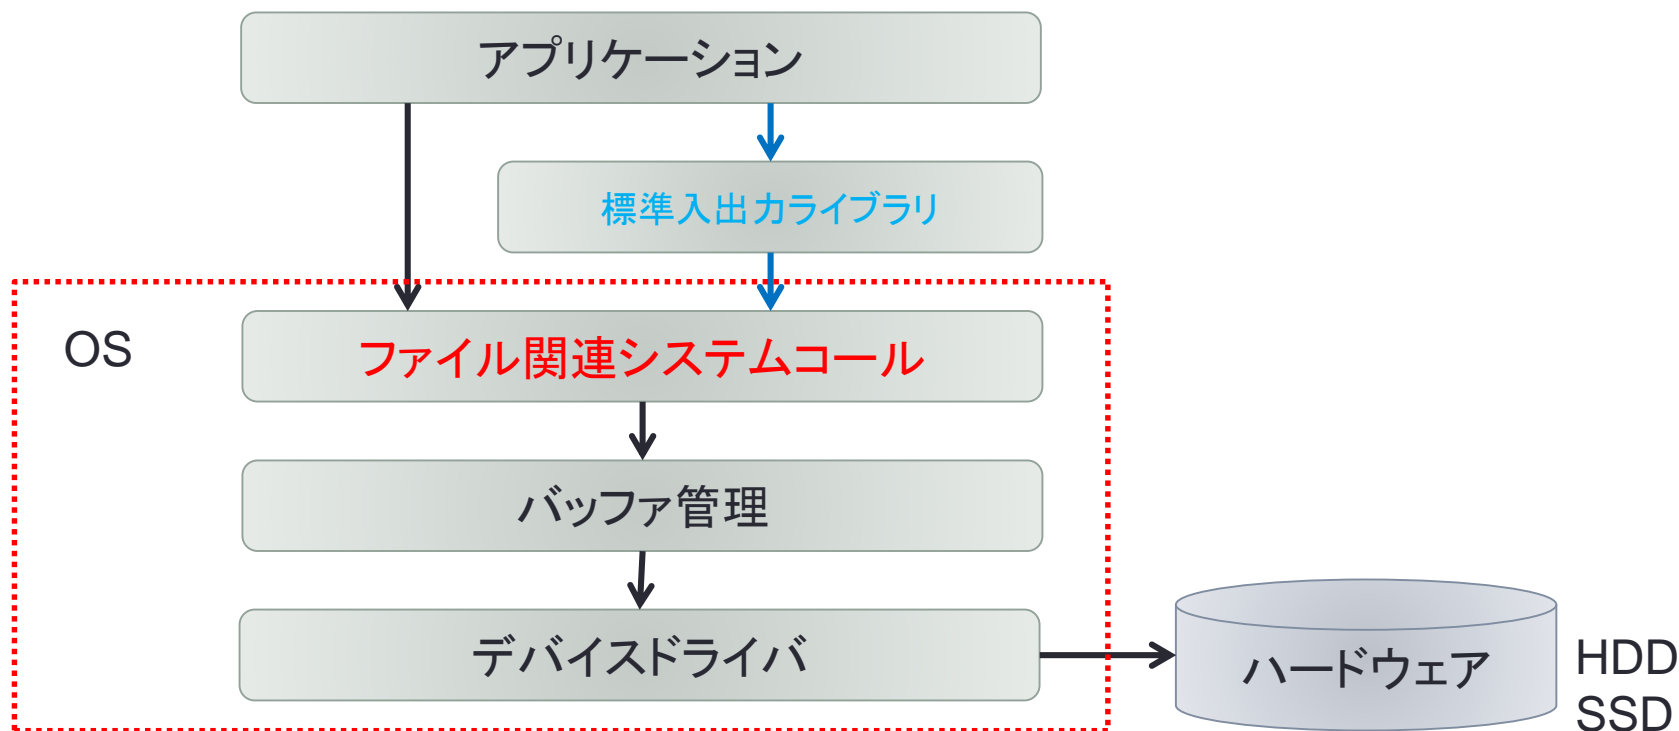 アプリケーション
標準入出力ライブラリ
OS
ファイル関連システムコール
バッファ管理
デバイスドライバ
ハードウェア
HDD
SSD